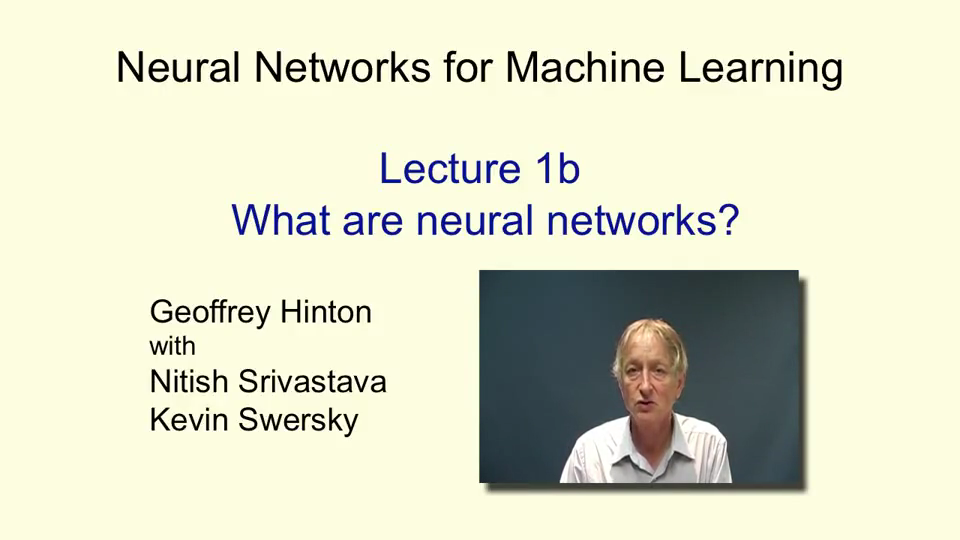 Neural Networks for Machine Learning
Lecture 1b
What are neural networks?
Geoffrey Hinton
with
Nitish Srivastava
Kevin Swersky